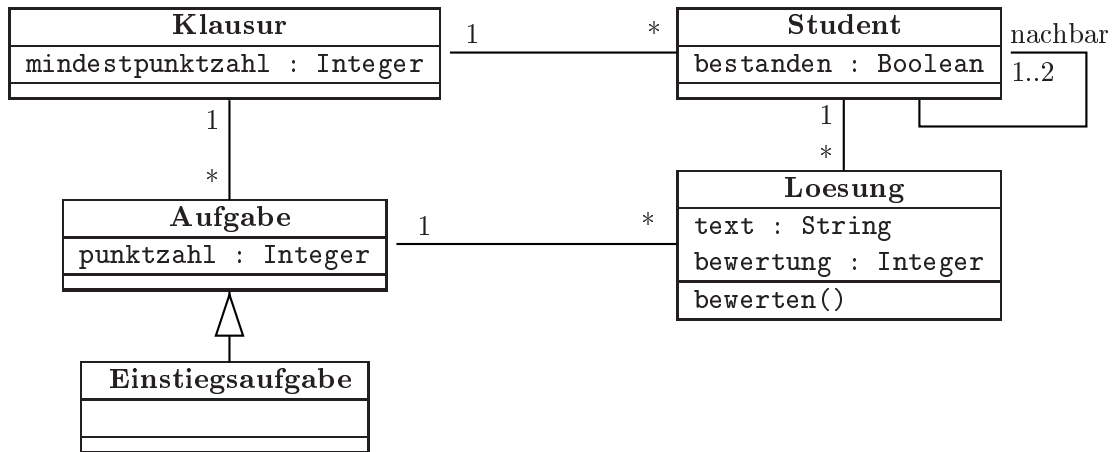 Klausur
mindestpunktzahl : Integer
1
*
Student
bestanden : Boolean
nachbar
1..2
1
*
1
*
Aufgabe
punktzahl : Integer
1
*
Loesung
text : String
bewertung : Integer
bewerten()
Einstiegsaufgabe